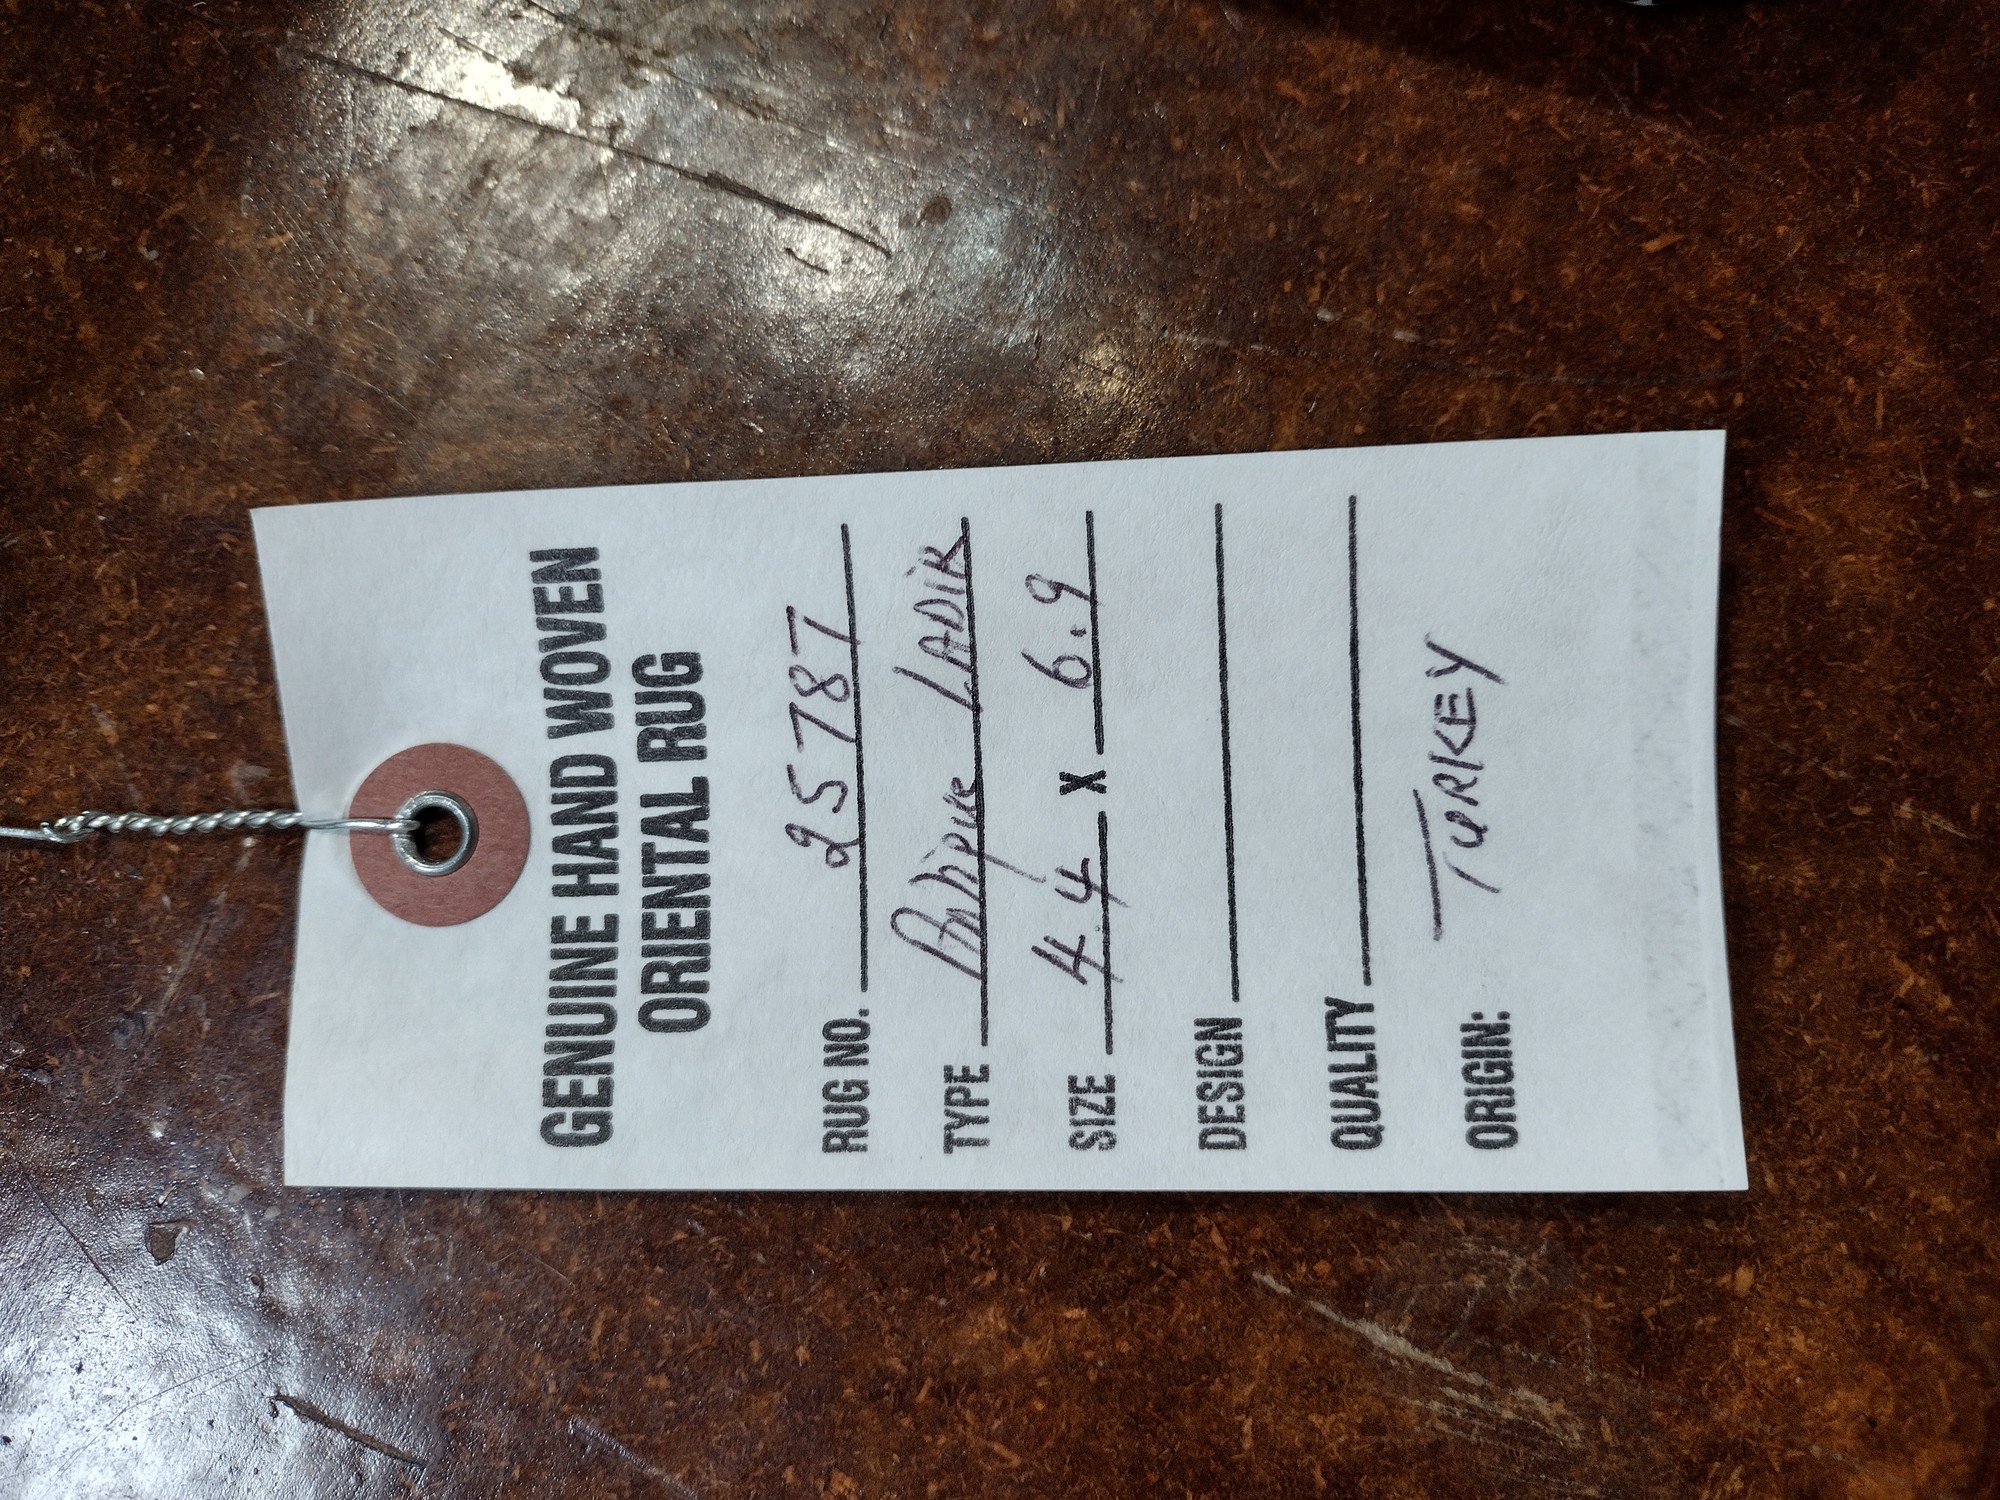 GENUINE HAND WOVEN
ORIENTAL RUG
RUG NO. 25787
TYPE Antique LADIK
SIZE 4.4 X 6.9
DESIGN
QUALITY
ORIGIN: TURKEY